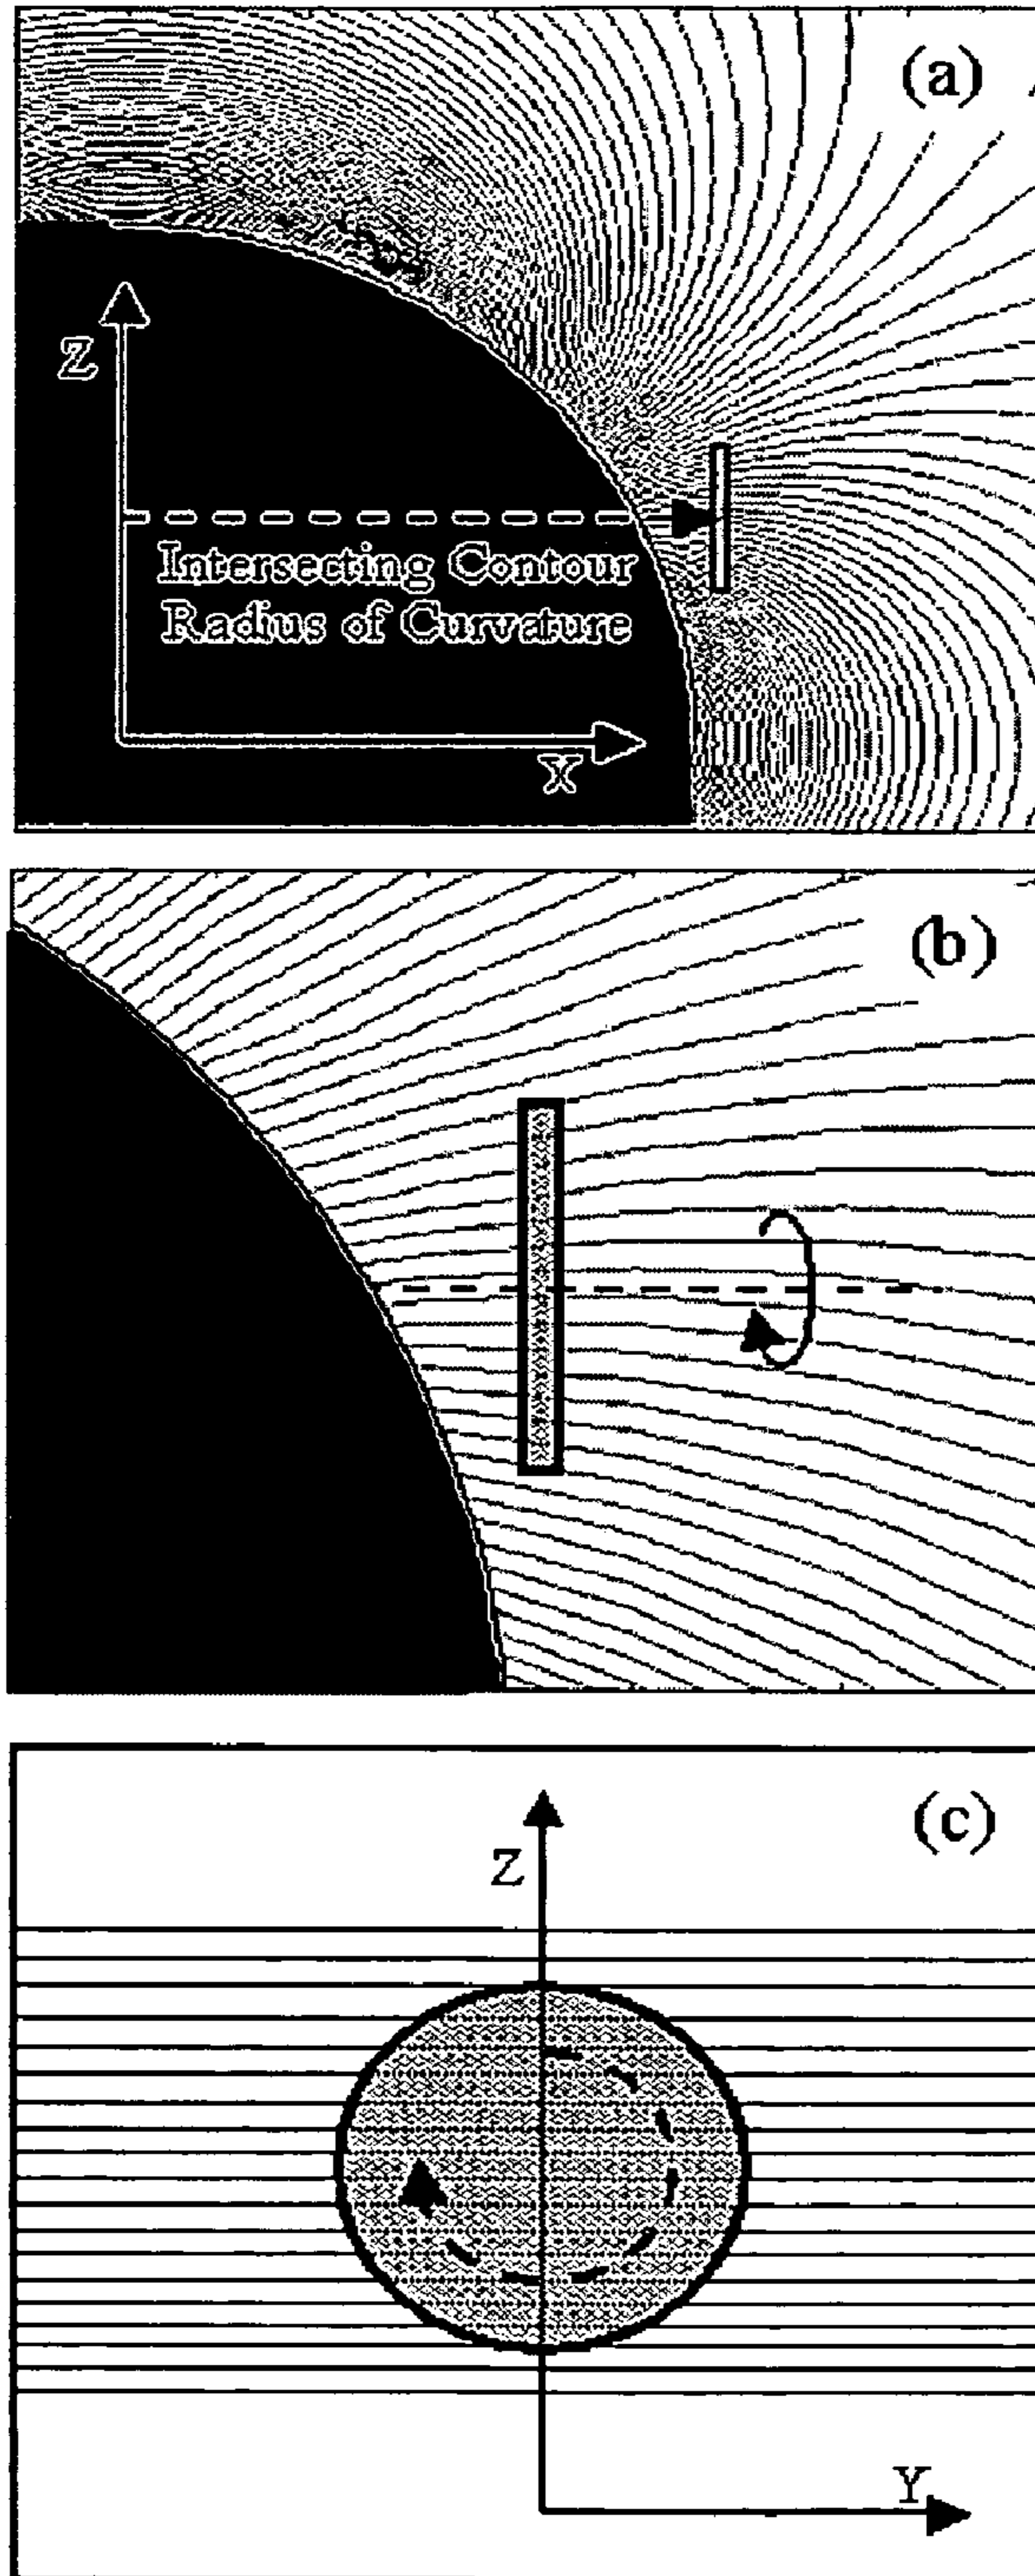 (a)
Z
Intersecting Contour
Radius of Curvature
X
(b)
(c)
Z
Y